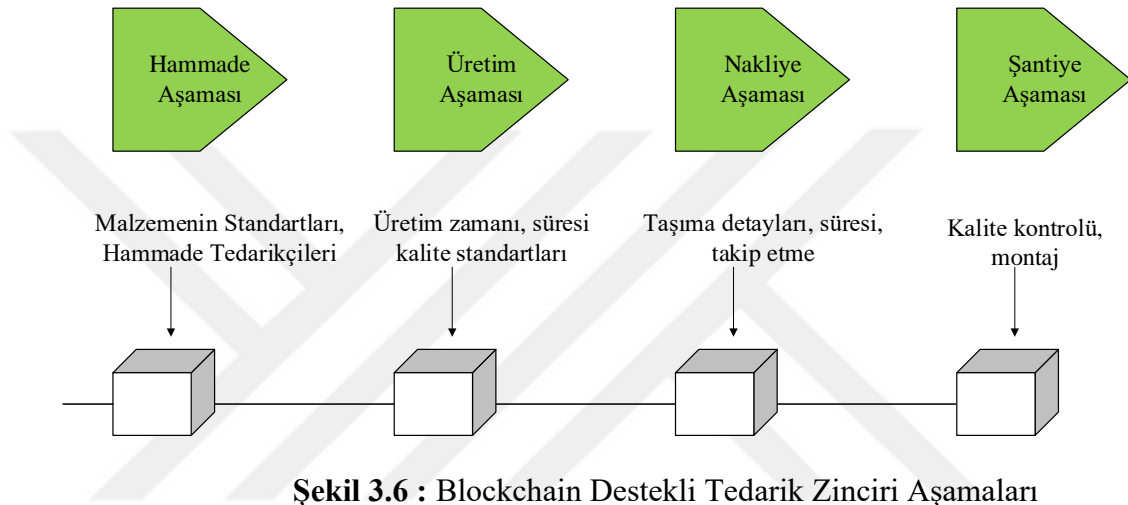 Hammade
Aşaması
Üretim
Aşaması
Nakliye
Aşaması
Şantiye
Aşaması
Malzemenin Standartları,
Hammade Tedarikçileri
Üretim zamanı, süresi
kalite standartları
Taşıma detayları, süresi,
takip etme
Kalite kontrolü,
montaj
Şekil 3.6 : Blockchain Destekli Tedarik Zinciri Aşamaları